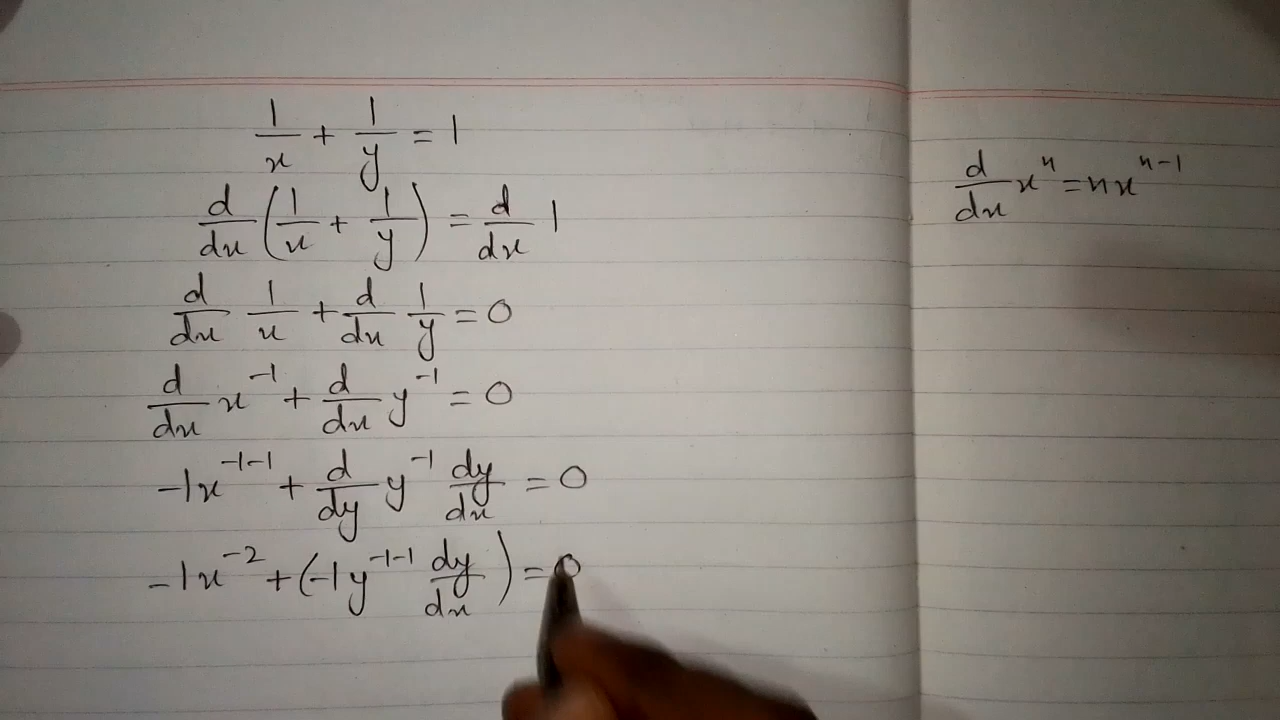 1/x + 1/y = 1
d/dx (1/x + 1/y) = d/dx 1
d/dx 1/x + d/dx 1/y = 0
d/dx x^-1 + d/dx y^-1 = 0
-1x^-1-1 + d/dy y^-1 dy/dx = 0
-1x^-2 + (-1y^-1-1 dy/dx) = 0
d/dx x^n = nx^n-1